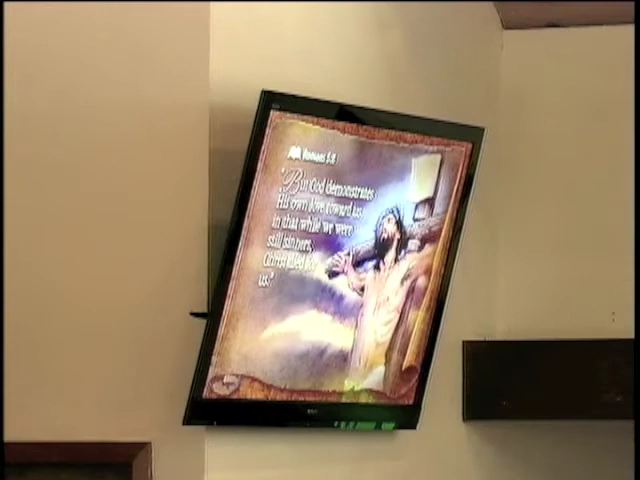 Romans 5:8
"But God demonstrates
His own love toward us,
in that while we were
still sinners,
Christ died for
us."